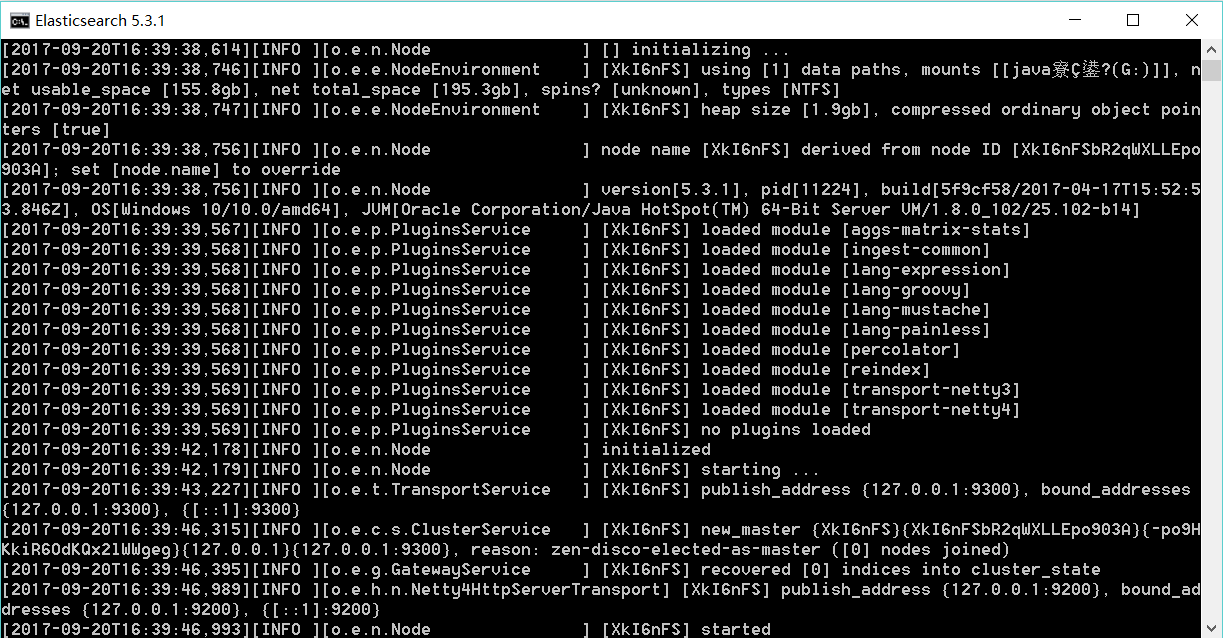 Elasticsearch 5.3.1
[2017-09-20T16:39:38,614][INFO ][o.e.n.Node               ] [] initializing ...
[2017-09-20T16:39:38,746][INFO ][o.e.e.NodeEnvironment    ] [XkI6nFS] using [1] data paths, mounts [[java寮Ç鍙?(G:)]], n
et usable_space [155.8gb], net total_space [195.3gb], spins? [unknown], types [NTFS]
[2017-09-20T16:39:38,747][INFO ][o.e.e.NodeEnvironment    ] [XkI6nFS] heap size [1.9gb], compressed ordinary object poin
ters [true]
[2017-09-20T16:39:38,756][INFO ][o.e.n.Node               ] node name [XkI6nFS] derived from node ID [XkI6nFSbR2qWXLLEpo
903A]; set [node.name] to override
[2017-09-20T16:39:38,756][INFO ][o.e.n.Node               ] version[5.3.1], pid[11224], build[5f9cf58/2017-04-17T15:52:5
3.846Z], OS[Windows 10/10.0/amd64], JVM[Oracle Corporation/Java HotSpot(TM) 64-Bit Server VM/1.8.0_102/25.102-b14]
[2017-09-20T16:39:39,567][INFO ][o.e.p.PluginsService     ] [XkI6nFS] loaded module [aggs-matrix-stats]
[2017-09-20T16:39:39,568][INFO ][o.e.p.PluginsService     ] [XkI6nFS] loaded module [ingest-common]
[2017-09-20T16:39:39,568][INFO ][o.e.p.PluginsService     ] [XkI6nFS] loaded module [lang-expression]
[2017-09-20T16:39:39,568][INFO ][o.e.p.PluginsService     ] [XkI6nFS] loaded module [lang-groovy]
[2017-09-20T16:39:39,568][INFO ][o.e.p.PluginsService     ] [XkI6nFS] loaded module [lang-mustache]
[2017-09-20T16:39:39,568][INFO ][o.e.p.PluginsService     ] [XkI6nFS] loaded module [lang-painless]
[2017-09-20T16:39:39,568][INFO ][o.e.p.PluginsService     ] [XkI6nFS] loaded module [percolator]
[2017-09-20T16:39:39,569][INFO ][o.e.p.PluginsService     ] [XkI6nFS] loaded module [reindex]
[2017-09-20T16:39:39,569][INFO ][o.e.p.PluginsService     ] [XkI6nFS] loaded module [transport-netty3]
[2017-09-20T16:39:39,569][INFO ][o.e.p.PluginsService     ] [XkI6nFS] loaded module [transport-netty4]
[2017-09-20T16:39:39,569][INFO ][o.e.p.PluginsService     ] [XkI6nFS] no plugins loaded
[2017-09-20T16:39:42,178][INFO ][o.e.n.Node               ] initialized
[2017-09-20T16:39:42,179][INFO ][o.e.n.Node               ] [XkI6nFS] starting ...
[2017-09-20T16:39:43,227][INFO ][o.e.t.TransportService   ] [XkI6nFS] publish_address {127.0.0.1:9300}, bound_addresses
{127.0.0.1:9300}, {[::1]:9300}
[2017-09-20T16:39:46,315][INFO ][o.e.c.s.ClusterService   ] [XkI6nFS] new_master {XkI6nFS}{XkI6nFSbR2qWXLLEpo903A}{-po9H
KkiR6OdKQx2lWWgeg}{127.0.0.1}{127.0.0.1:9300}, reason: zen-disco-elected-as-master ([0] nodes joined)
[2017-09-20T16:39:46,395][INFO ][o.e.g.GatewayService     ] [XkI6nFS] recovered [0] indices into cluster_state
[2017-09-20T16:39:46,989][INFO ][o.e.h.n.Netty4HttpServerTransport] [XkI6nFS] publish_address {127.0.0.1:9200}, bound_ad
dresses {127.0.0.1:9200}, {[::1]:9200}
[2017-09-20T16:39:46,993][INFO ][o.e.n.Node               ] [XkI6nFS] started